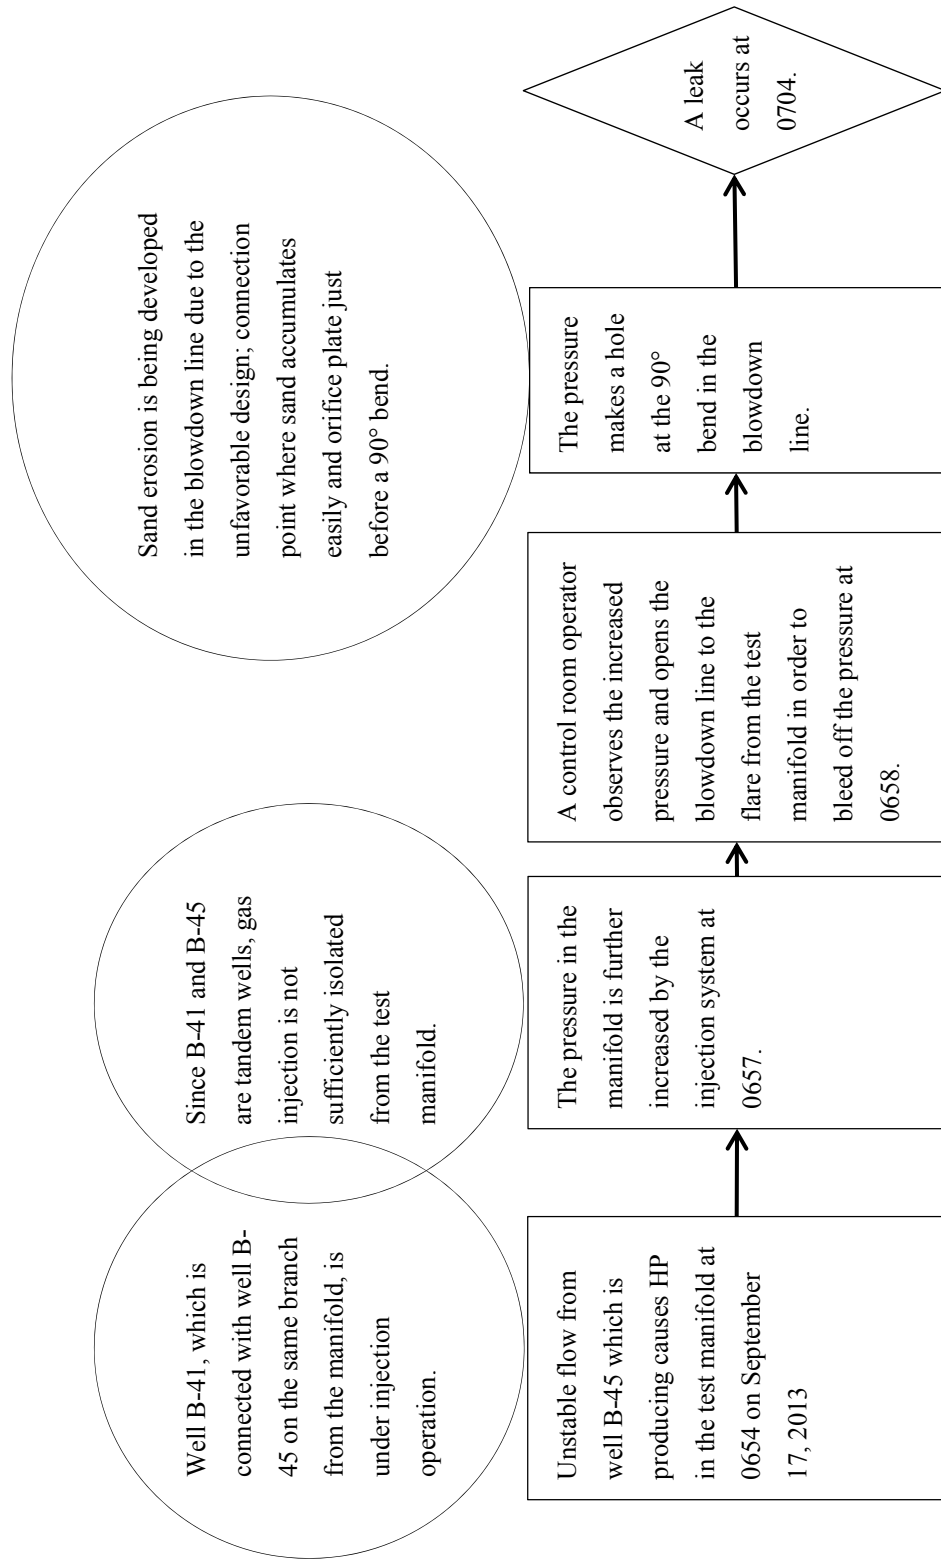 Well B-41, which is
connected with well B-
45 on the same branch
from the manifold, is
under injection
operation.
Since B-41 and B-45
are tandem wells, gas
injection is not
sufficiently isolated
from the test
manifold.
Sand erosion is being developed
in the blowdown line due to the
unfavorable design; connection
point where sand accumulates
easily and orifice plate just
before a 90° bend.
Unstable flow from
well B-45 which is
producing causes HP
in the test manifold at
0654 on September
17, 2013
The pressure in the
manifold is further
increased by the
injection system at
0657.
A control room operator
observes the increased
pressure and opens the
blowdown line to the
flare from the test
manifold in order to
bleed off the pressure at
0658.
The pressure
makes a hole
at the 90°
bend in the
blowdown
line.
A leak
occurs at
0704.